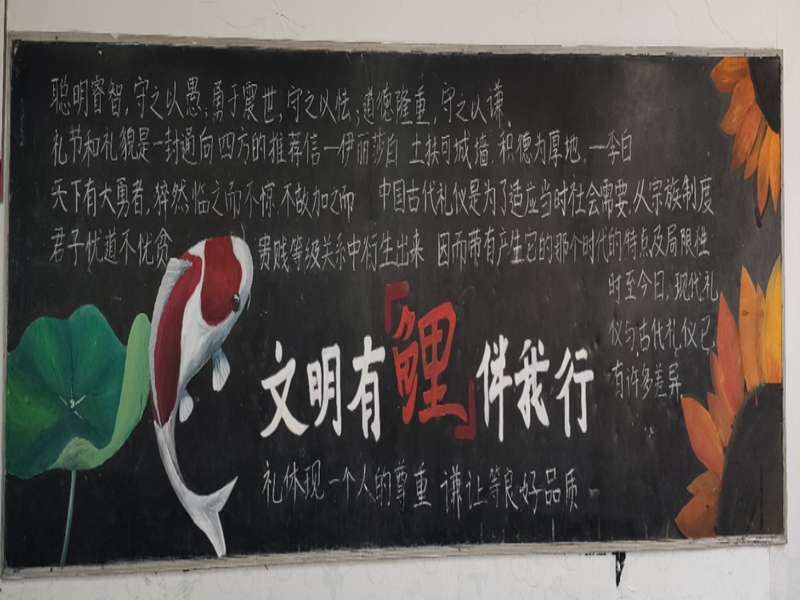 聪明睿智,守之以愚;勇于震世,守之以怯;道德隆重,守之以谦、
礼节和礼貌是一封通向四方的推荐信—伊丽莎白 土扶可城墙,积德为厚地。—李白
天下有大勇者,猝然临之而不惊,不敌加之而 中国古代礼仪是为了适应当时社会需要,从宗族制度
君子忧道不忧贫 贵贱等级关系中衍生出来 因而带有产生它的那个时代的特点及局限性
时至今日,现代礼
仪与古代礼仪已
有许多差异
文明有「鲤」伴我行
礼体现一个人的尊重 谦让等良好品质